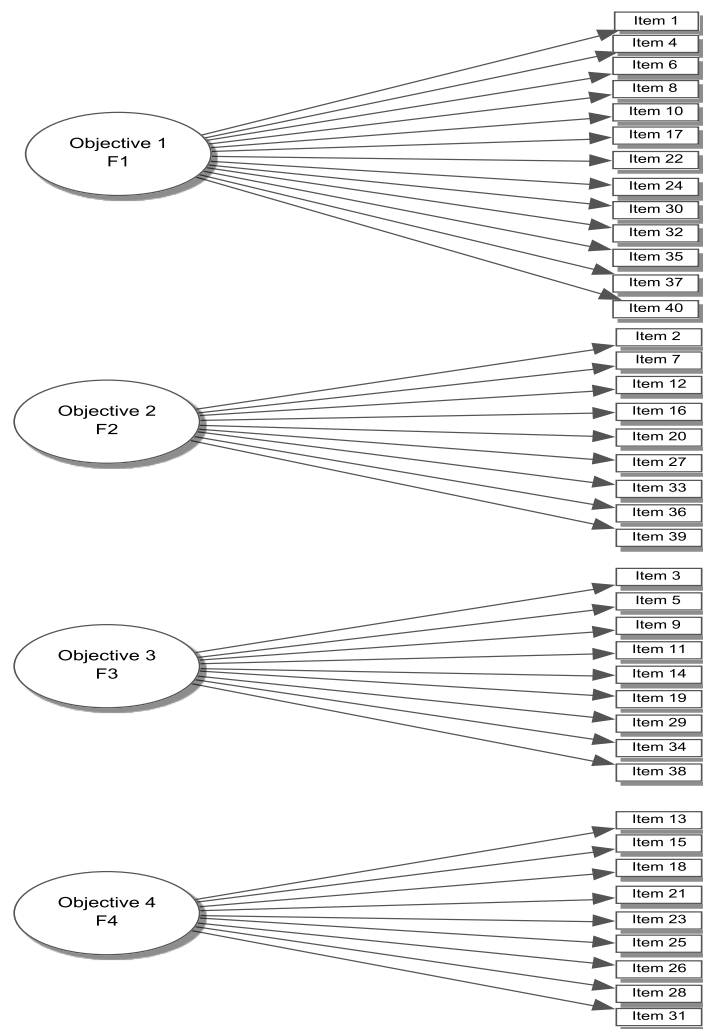 Objective 1
F1
Item 1
Item 4
Item 6
Item 8
Item 10
Item 17
Item 22
Item 24
Item 30
Item 32
Item 35
Item 37
Item 40
Objective 2
F2
Item 2
Item 7
Item 12
Item 16
Item 20
Item 27
Item 33
Item 36
Item 39
Objective 3
F3
Item 3
Item 5
Item 9
Item 11
Item 14
Item 19
Item 29
Item 34
Item 38
Objective 4
F4
Item 13
Item 15
Item 18
Item 21
Item 23
Item 25
Item 26
Item 28
Item 31